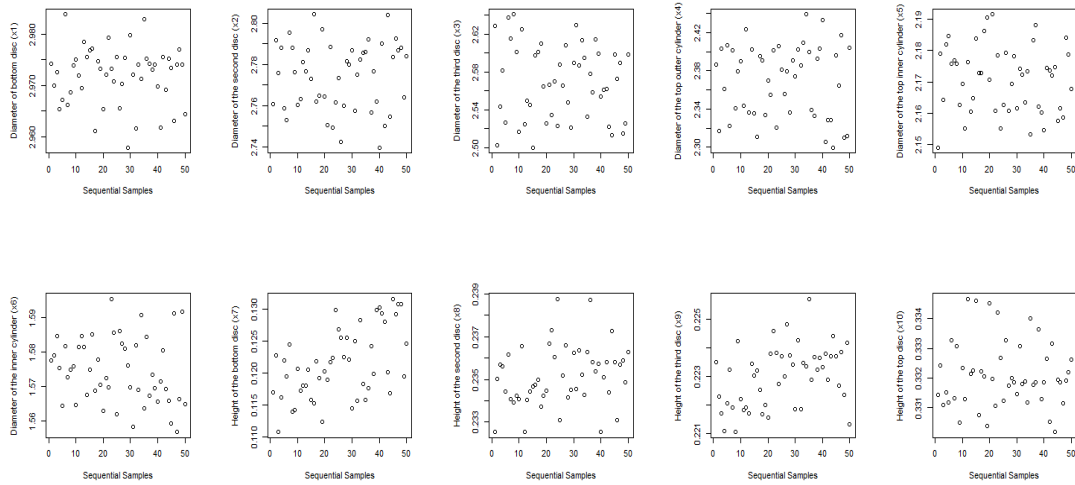 Diameter of bottom disc (x1)
2.960 2.970 2.980
0 10 20 30 40 50
Sequential Samples
Diameter of the second disc (x2)
2.74 2.76 2.78 2.80
0 10 20 30 40 50
Sequential Samples
Diameter of the third disc (x3)
2.50 2.54 2.58 2.62
0 10 20 30 40 50
Sequential Samples
Diameter of the top outter cylinder (x4)
2.30 2.34 2.38 2.42
0 10 20 30 40 50
Sequential Samples
Diameter of the top inner cylinder (x5)
2.15 2.16 2.17 2.18 2.19
0 10 20 30 40 50
Sequential Samples
Diameter of the inner cylinder (x6)
1.56 1.57 1.58 1.59
0 10 20 30 40 50
Sequential Samples
Height of the bottom disc (x7)
0.110 0.115 0.120 0.125 0.130
0 10 20 30 40 50
Sequential Samples
Height of the second disc (x8)
0.233 0.235 0.237 0.239
0 10 20 30 40 50
Sequential Samples
Height of the third disc (x9)
0.221 0.223 0.225
0 10 20 30 40 50
Sequential Samples
Height of the top disc (x10)
0.331 0.332 0.333 0.334
0 10 20 30 40 50
Sequential Samples